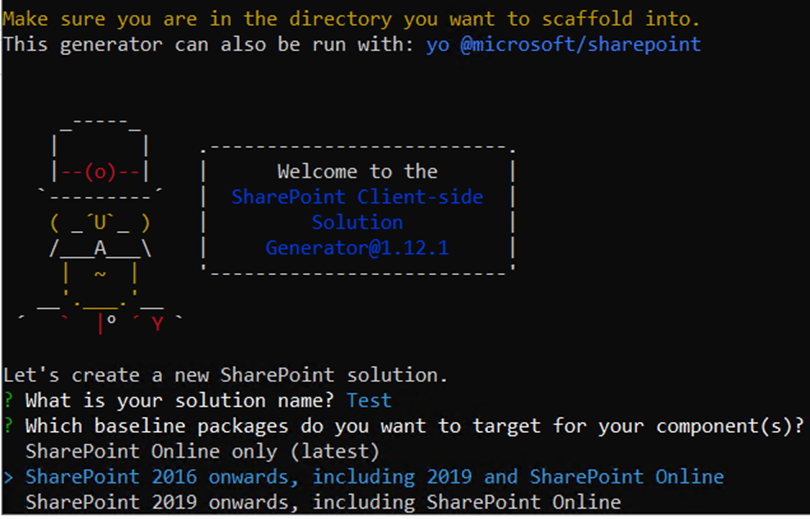 Make sure you are in the directory you want to scaffold into.
This generator can also be run with: yo @microsoft/sharepoint
Welcome to the
SharePoint Client-side
Solution
Generator@1.12.1
Let's create a new SharePoint solution.
? What is your solution name? Test
? Which baseline packages do you want to target for your component(s)?
SharePoint Online only (latest)
> SharePoint 2016 onwards, including 2019 and SharePoint Online
SharePoint 2019 onwards, including SharePoint Online